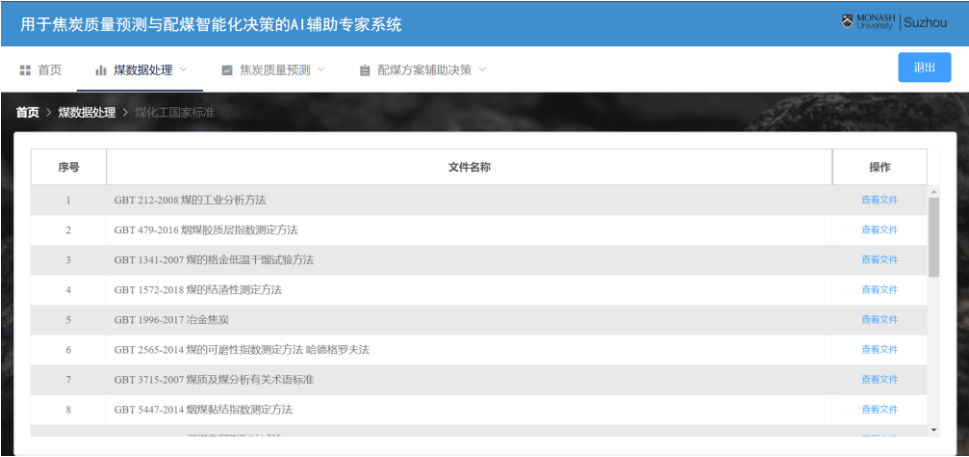 用于焦炭质量预测与配煤智能化决策的AI辅助专家系统
MONASH University | Suzhou
首页 煤数据处理 焦炭质量预测 配煤方案辅助决策 退出
首页 > 煤数据处理 > 煤化工国家标准
序号 文件名称 操作
1 GBT 212-2008 煤的工业分析方法 查看文件
2 GBT 479-2016 烟煤胶质层指数测定方法 查看文件
3 GBT 1341-2007 煤的格金低温干馏试验方法 查看文件
4 GBT 1572-2018 煤的结渣性测定方法 查看文件
5 GBT 1996-2017 冶金焦炭 查看文件
6 GBT 2565-2014 煤的可磨性指数测定方法 哈德格罗夫法 查看文件
7 GBT 3715-2007 煤质及煤分析有关术语标准 查看文件
8 GBT 5447-2014 烟煤黏结指数测定方法 查看文件